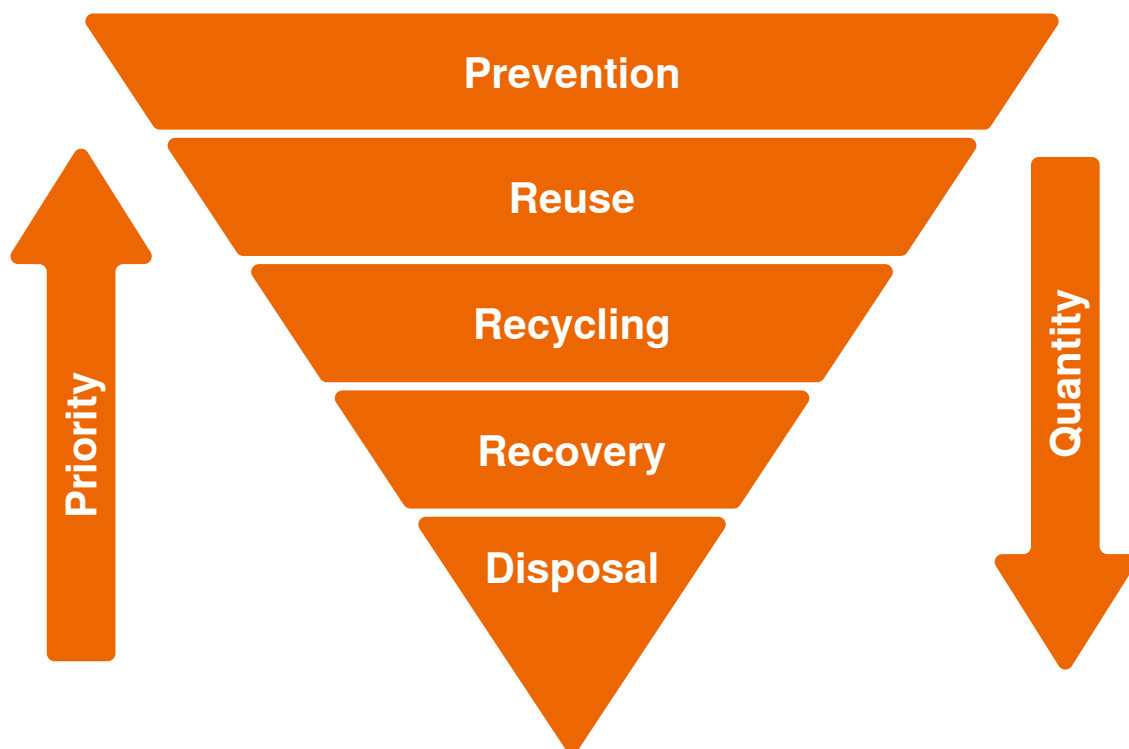 Prevention
Reuse
Recycling
Recovery
Disposal
Priority
Quantity